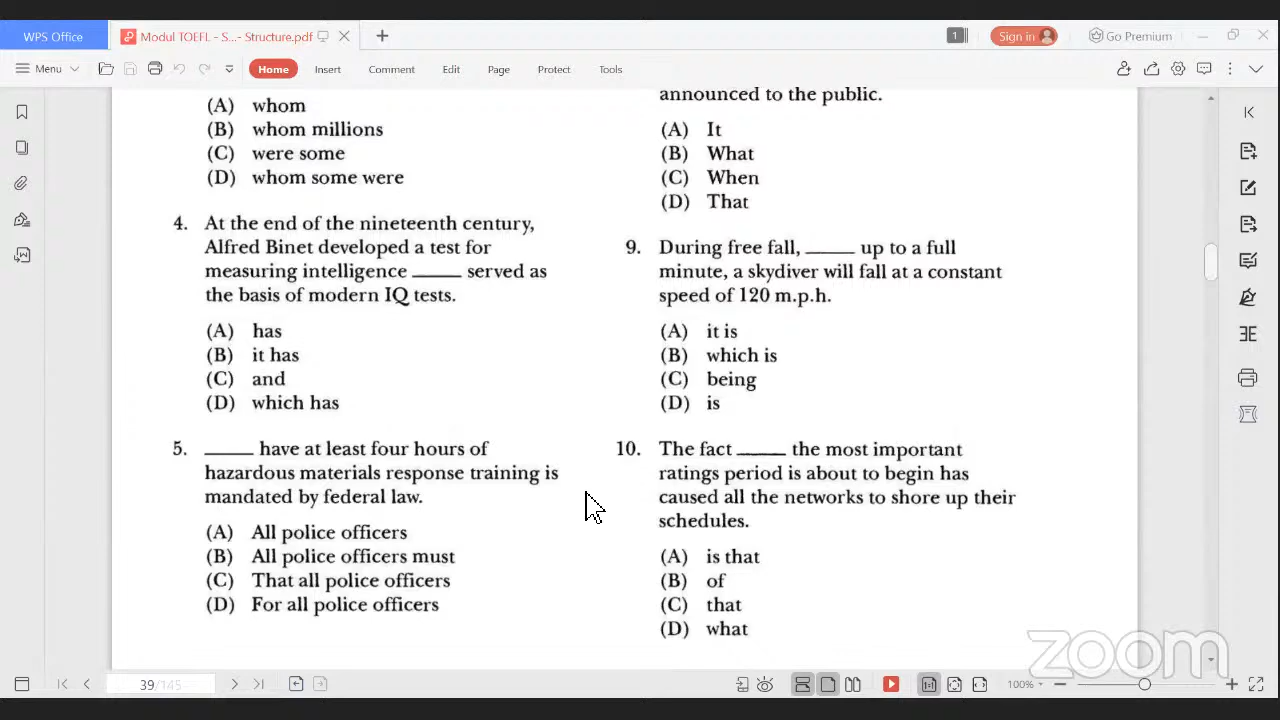 WPS Office
Modul TOEFL - S...- Structure.pdf
1
Sign in
Go Premium
Menu
Home
Insert
Comment
Edit
Page
Protect
Tools
(A) whom
(B) whom millions
(C) were some
(D) whom some were
4. At the end of the nineteenth century,
Alfred Binet developed a test for
measuring intelligence _____ served as
the basis of modern IQ tests.
(A) has
(B) it has
(C) and
(D) which has
5. _____ have at least four hours of
hazardous materials response training is
mandated by federal law.
(A) All police officers
(B) All police officers must
(C) That all police officers
(D) For all police officers
announced to the public.
(A) It
(B) What
(C) When
(D) That
9. During free fall, _____ up to a full
minute, a skydiver will fall at a constant
speed of 120 m.p.h.
(A) it is
(B) which is
(C) being
(D) is
10. The fact _____ the most important
ratings period is about to begin has
caused all the networks to shore up their
schedules.
(A) is that
(B) of
(C) that
(D) what
zoom
39/145
100%